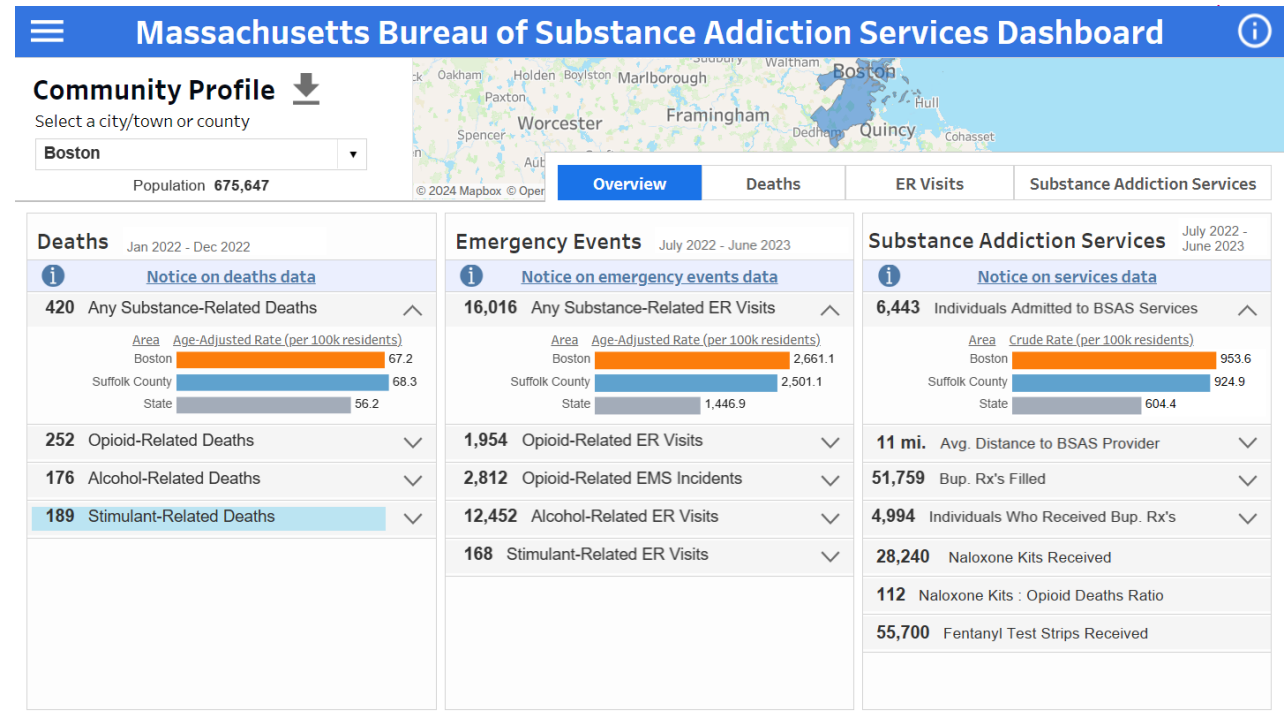 Massachusetts Bureau of Substance Addiction Services Dashboard
Community Profile
Select a city/town or county
Boston
Population 675,647
Oakham
Holden
Boylston
Marlborough
Sudbury
Waltham
Boston
Paxton
Hull
Spencer
Worcester
Framingham
Dedham
Quincy
Cohasset
© 2024 Mapbox © Oper
Overview
Deaths
ER Visits
Substance Addiction Services
Deaths Jan 2022 - Dec 2022
Notice on deaths data
420 Any Substance-Related Deaths
Area Age-Adjusted Rate (per 100k residents)
Boston 67.2
Suffolk County 68.3
State 56.2
252 Opioid-Related Deaths
176 Alcohol-Related Deaths
189 Stimulant-Related Deaths
Emergency Events July 2022 - June 2023
Notice on emergency events data
16,016 Any Substance-Related ER Visits
Area Age-Adjusted Rate (per 100k residents)
Boston 2,661.1
Suffolk County 2,501.1
State 1,446.9
1,954 Opioid-Related ER Visits
2,812 Opioid-Related EMS Incidents
12,452 Alcohol-Related ER Visits
168 Stimulant-Related ER Visits
Substance Addiction Services July 2022 -
June 2023
Notice on services data
6,443 Individuals Admitted to BSAS Services
Area Crude Rate (per 100k residents)
Boston 953.6
Suffolk County 924.9
State 604.4
11 mi. Avg. Distance to BSAS Provider
51,759 Bup. Rx's Filled
4,994 Individuals Who Received Bup. Rx's
28,240 Naloxone Kits Received
112 Naloxone Kits : Opioid Deaths Ratio
55,700 Fentanyl Test Strips Received